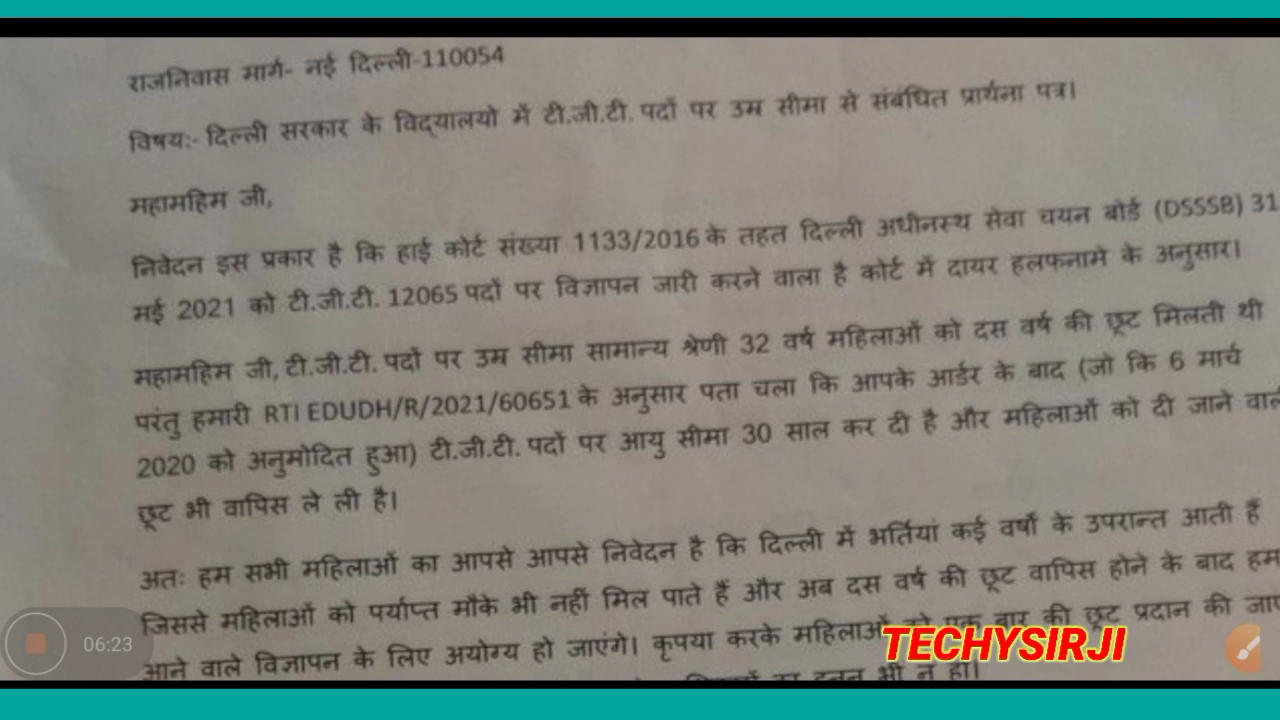 राजनिवास मार्ग- नई दिल्ली-110054
विषयः- दिल्ली सरकार के विद्यालयो में टी.जी.टी. पदों पर उम्र सीमा से संबंधित प्रार्थना पत्र।
महामहिम जी,
निवेदन इस प्रकार है कि हाई कोर्ट संख्या 1133/2016 के तहत दिल्ली अधीनस्थ सेवा चयन बोर्ड (DSSSB) 31
मई 2021 को टी.जी.टी. 12065 पदों पर विज्ञापन जारी करने वाला है कोर्ट में दायर हलफनामे के अनुसार।
महामहिम जी, टी.जी.टी. पदों पर उम्र सीमा सामान्य श्रेणी 32 वर्ष महिलाओं को दस वर्ष की छूट मिलती थी
परंतु हमारी RTI EDUDH/R/2021/60651 के अनुसार पता चला कि आपके आर्डर के बाद (जो कि 6 मार्च
2020 को अनुमोदित हुआ) टी.जी.टी. पदों पर आयु सीमा 30 साल कर दी है और महिलाओं को दी जाने
छूट भी वापिस ले ली है।
अतः हम सभी महिलाओं का आपसे आपसे निवेदन है कि दिल्ली में भर्तियां कई वर्षो के उपरान्त आती हैं
जिससे महिलाओं को पर्याप्त मौके भी नहीं मिल पाते हैं और अब दस वर्ष की छूट वापिस होने के बाद हम
आने वाले विज्ञापन के लिए अयोग्य हो जाएंगे। कृपया करके महिलाओं को एक बार की छूट प्रदान की
भी न हो।
TECHYSIRJI
06:23